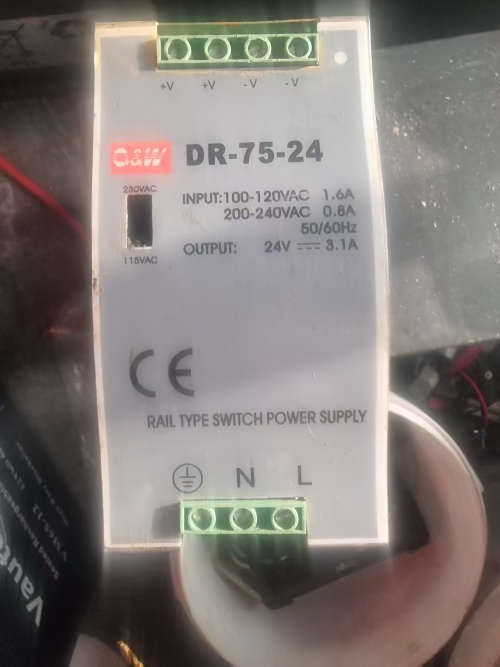 +V +V -V -V
DR-75-24
230VAC
INPUT:100-120VAC 1.6A
200-240VAC 0.8A
50/60Hz
OUTPUT: 24V 3.1A
115VAC
CE
RAIL TYPE SWITCH POWER SUPPLY
N L